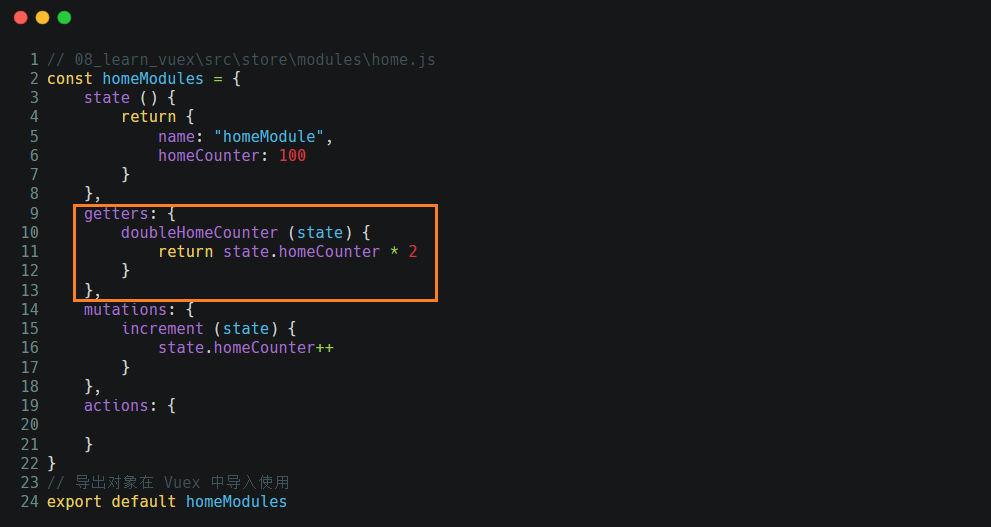 1 // 08_learn_vuex\src\store\modules\home.js
2 const homeModules = {
3     state () {
4         return {
5             name: "homeModule",
6             homeCounter: 100
7         }
8     },
9     getters: {
10         doubleHomeCounter (state) {
11             return state.homeCounter * 2
12         }
13     },
14     mutations: {
15         increment (state) {
16             state.homeCounter++
17         }
18     },
19     actions: {
20
21     }
22 }
23 // 导出对象在 Vuex 中导入使用
24 export default homeModules